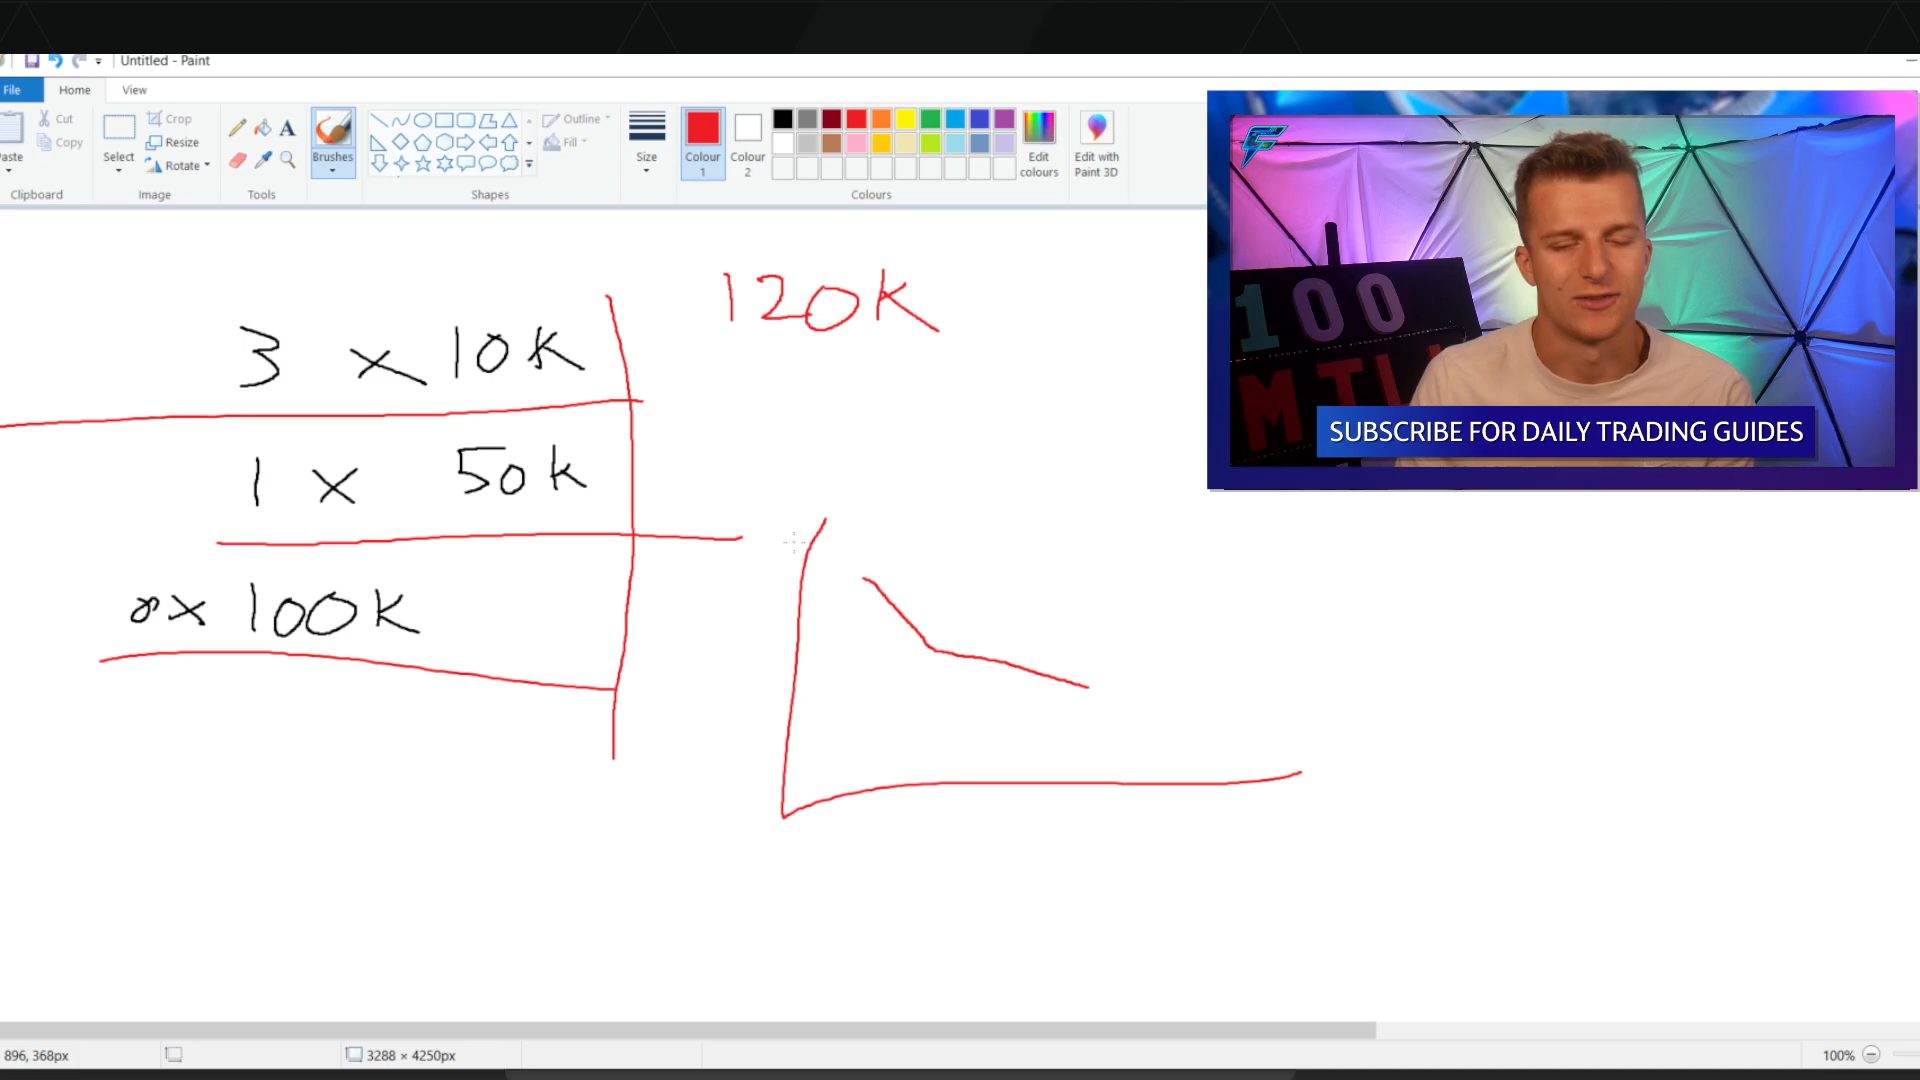 Untitled - Paint
File Home View
Cut
Copy
Paste
Clipboard
Select
Crop
Resize
Rotate
Image
Tools
Brushes
Shapes
Outline
Fill
Size
Colour 1
Colour 2
Colours
Edit colours
Edit with Paint 3D
120K
3 x 10K
1 x 50K
x 100K
100
MIL
SUBSCRIBE FOR DAILY TRADING GUIDES
896, 368px
3288 × 4250px
100%